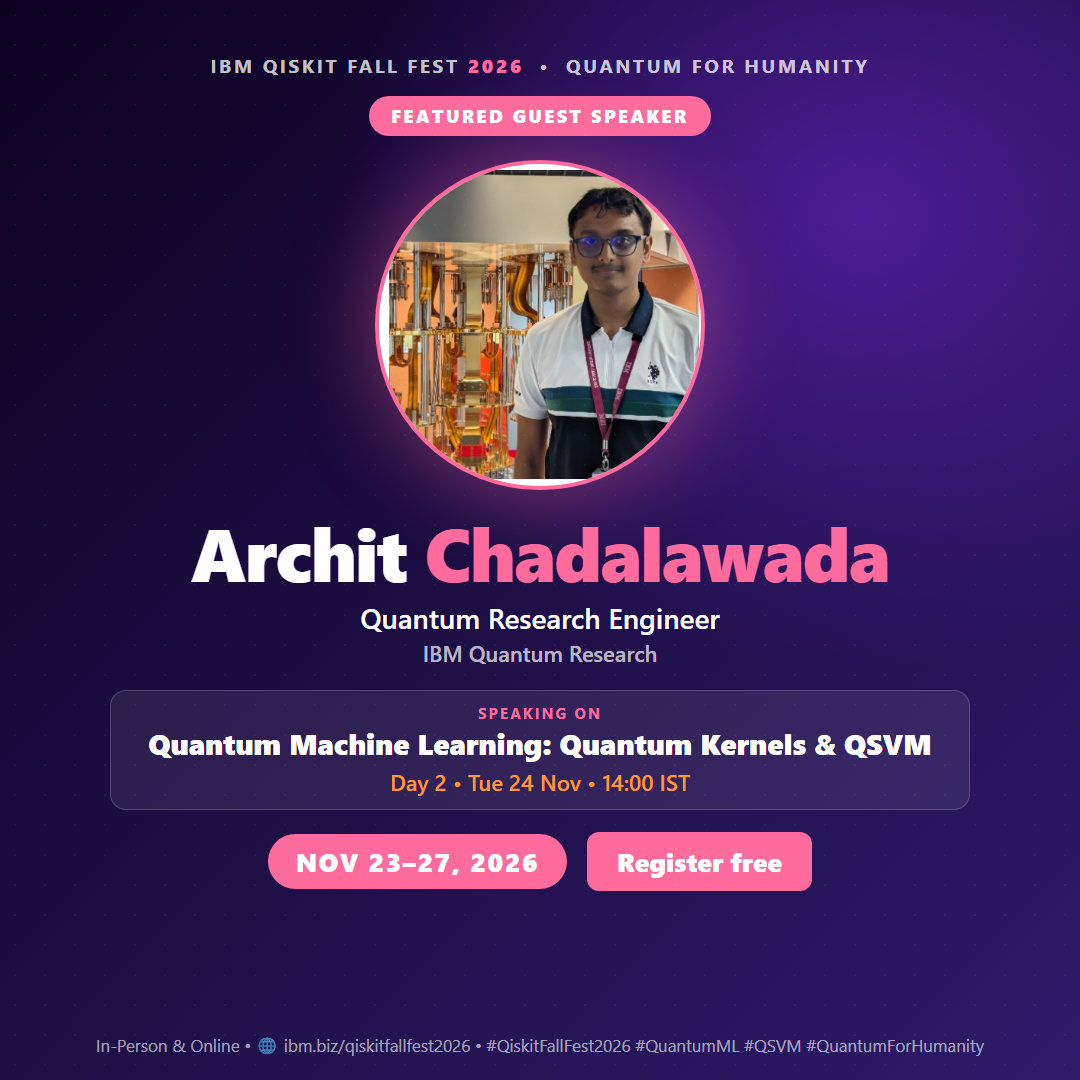 IBM QISKIT FALL FEST 2026 • QUANTUM FOR HUMANITY
FEATURED GUEST SPEAKER
Archit Chadalawada
Quantum Research Engineer
IBM Quantum Research
SPEAKING ON
Quantum Machine Learning: Quantum Kernels & QSVM
Day 2 • Tue 24 Nov • 14:00 IST
NOV 23–27, 2026
Register free
In-Person & Online • 🌐 ibm.biz/qiskitfallfest2026 • #QiskitFallFest2026 #QuantumML #QSVM #QuantumForHumanity